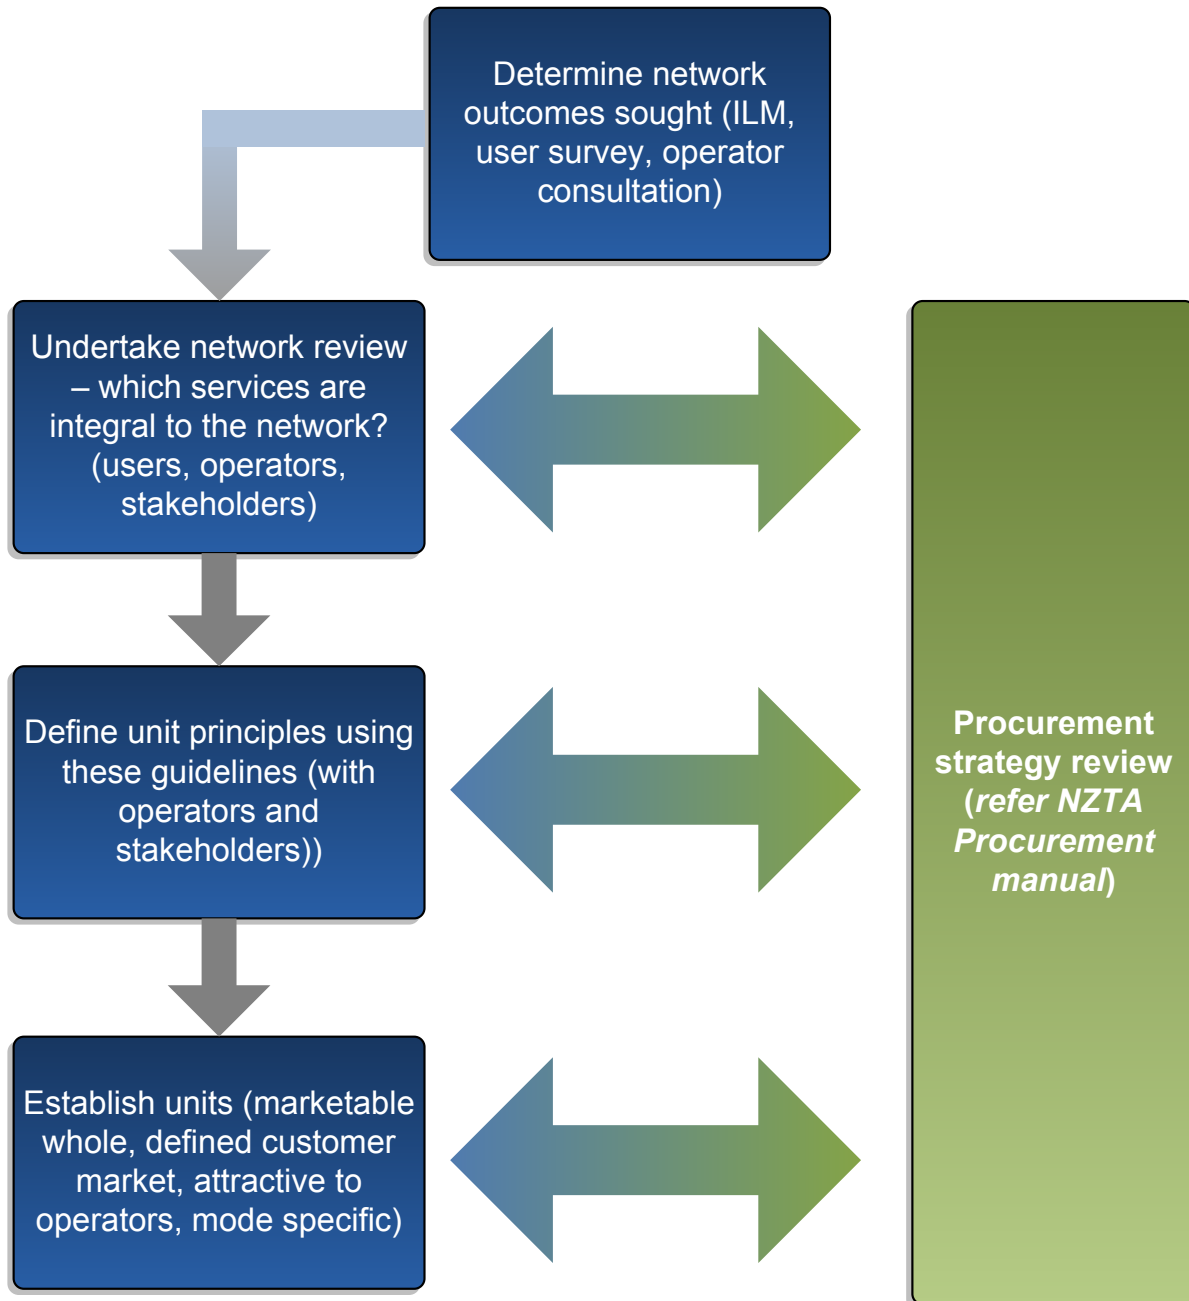 Determine network
outcomes sought (ILM,
user survey, operator
consultation)
Undertake network review
– which services are
integral to the network?
(users, operators,
stakeholders)
Define unit principles using
these guidelines (with
operators and
stakeholders))
Establish units (marketable
whole, defined customer
market, attractive to
operators, mode specific)
Procurement
strategy review
(refer NZTA
Procurement
manual)